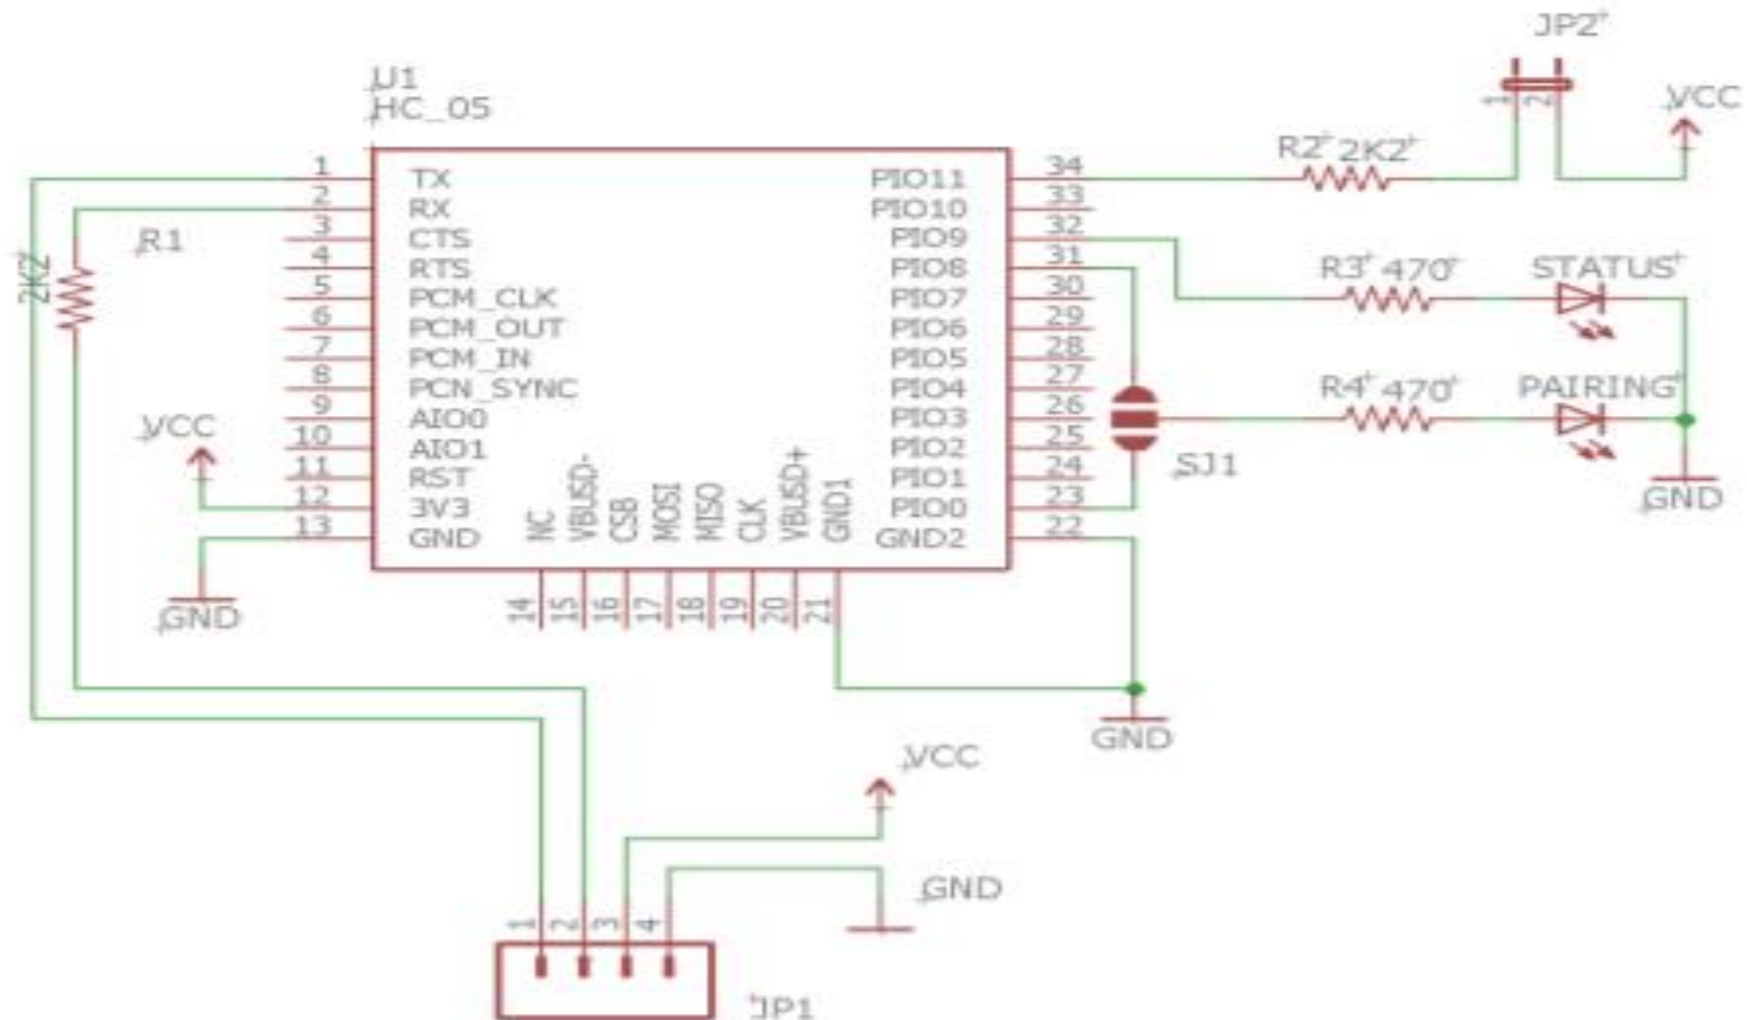 JP2
U1
HC_05
VCC
R2 2K2
1 2
1 TX
2 RX
3 CTS
4 RTS
5 PCM_CLK
6 PCM_OUT
7 PCM_IN
8 PCN_SYNC
9 AIO0
10 AIO1
11 RST
12 3V3
13 GND
PIO11 34
PIO10 33
PIO9 32
PIO8 31
PIO7 30
PIO6 29
PIO5 28
PIO4 27
PIO3 26
PIO2 25
PIO1 24
PIO0 23
GND2 22
NC 14
VBUSD- 15
CSB 16
MOSI 17
MISO 18
CLK 19
VBUSD+ 20
GND1 21
R1
2K2
VCC
GND
R3 470 STATUS
R4 470 PAIRING
SJ1
GND
GND
VCC
GND
1 2 3 4
JP1